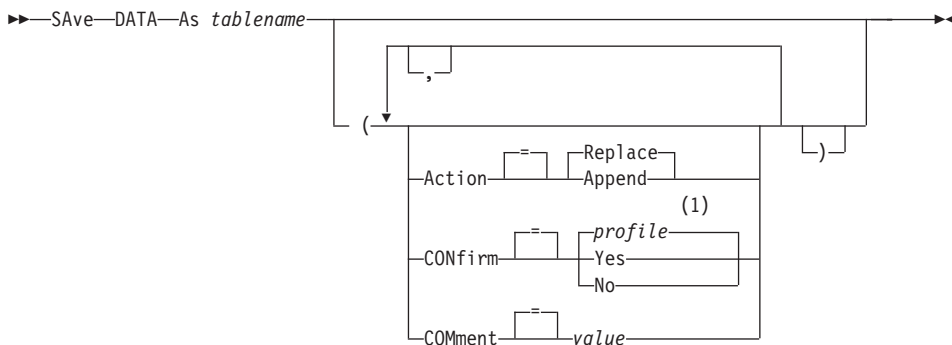 SAve DATA As tablename
,
(
)
Action = Replace
Append
(1)
CONfirm = profile
Yes
No
COMment = value